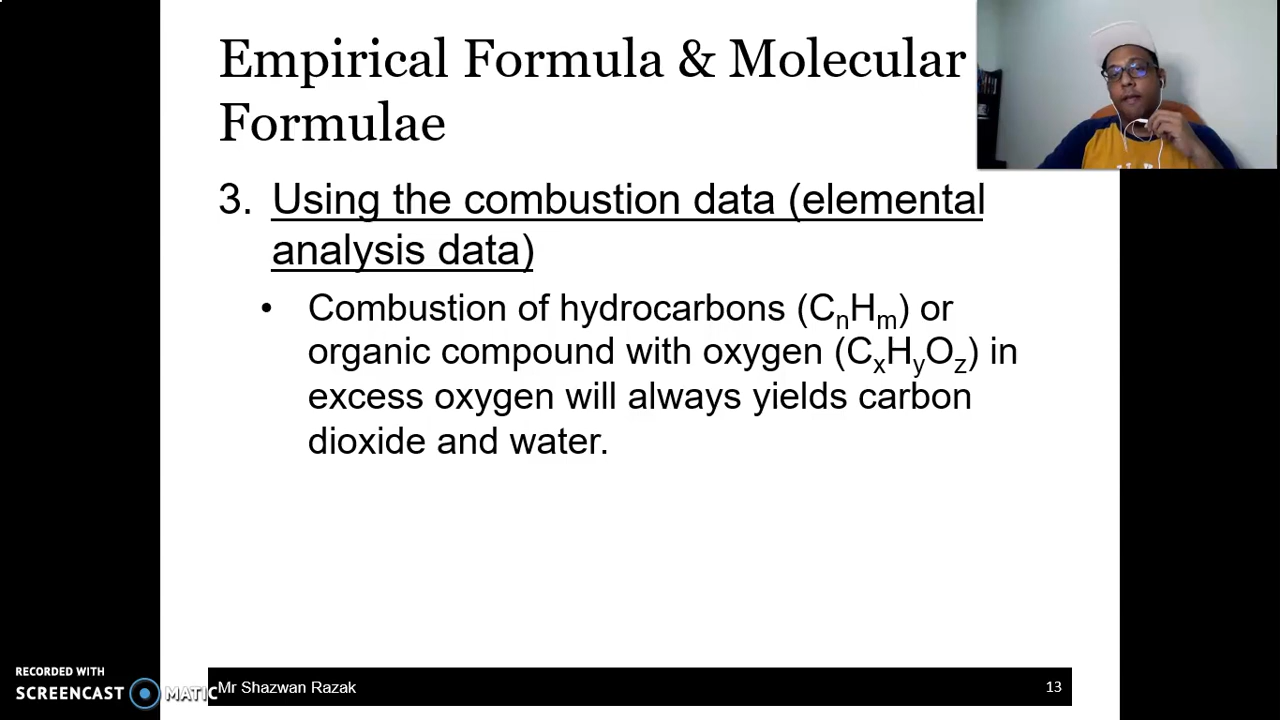 Empirical Formula & Molecular
Formulae
3. Using the combustion data (elemental
analysis data)
• Combustion of hydrocarbons (CnHm) or
organic compound with oxygen (CxHyOz) in
excess oxygen will always yields carbon
dioxide and water.
RECORDED WITH
SCREENCAST MATIC
Mr Shazwan Razak
13